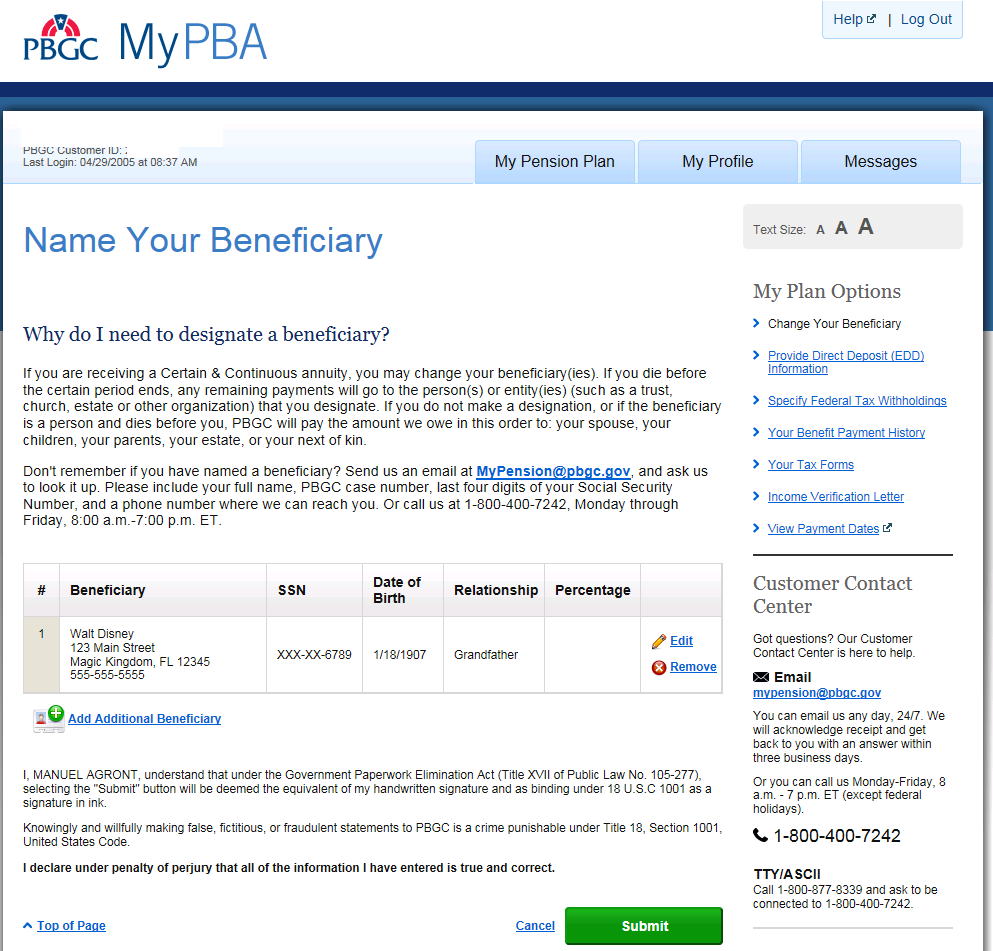 PBGC MyPBA
Help | Log Out
PBGC Customer ID:
Last Login: 04/29/2005 at 08:37 AM
My Pension Plan
My Profile
Messages
Name Your Beneficiary
Text Size: A A A
Why do I need to designate a beneficiary?
If you are receiving a Certain & Continuous annuity, you may change your beneficiary(ies). If you die before
the certain period ends, any remaining payments will go to the person(s) or entity(ies) (such as a trust,
church, estate or other organization) that you designate. If you do not make a designation, or if the beneficiary
is a person and dies before you, PBGC will pay the amount we owe in this order to: your spouse, your
children, your parents, your estate, or your next of kin.
Don't remember if you have named a beneficiary? Send us an email at MyPension@pbgc.gov, and ask us
to look it up. Please include your full name, PBGC case number, last four digits of your Social Security
Number, and a phone number where we can reach you. Or call us at 1-800-400-7242, Monday through
Friday, 8:00 a.m.-7:00 p.m. ET.
# Beneficiary SSN Date of Birth Relationship Percentage
1 Walt Disney
123 Main Street
Magic Kingdom, FL 12345
555-555-5555
XXX-XX-6789
1/18/1907
Grandfather
Edit
Remove
Add Additional Beneficiary
I, MANUEL AGRONT, understand that under the Government Paperwork Elimination Act (Title XVII of Public Law No. 105-277),
selecting the "Submit" button will be deemed the equivalent of my handwritten signature and as binding under 18 U.S.C 1001 as a
signature in ink.
Knowingly and willfully making false, fictitious, or fraudulent statements to PBGC is a crime punishable under Title 18, Section 1001,
United States Code.
I declare under penalty of perjury that all of the information I have entered is true and correct.
Top of Page
Cancel
Submit
My Plan Options
Change Your Beneficiary
Provide Direct Deposit (EDD)
Information
Specify Federal Tax Withholdings
Your Benefit Payment History
Your Tax Forms
Income Verification Letter
View Payment Dates
Customer Contact
Center
Got questions? Our Customer
Contact Center is here to help.
Email
mypension@pbgc.gov
You can email us any day, 24/7. We
will acknowledge receipt and get
back to you with an answer within
three business days.
Or you can call us Monday-Friday, 8
a.m. - 7 p.m. ET (except federal
holidays).
1-800-400-7242
TTY/ASCII
Call 1-800-877-8339 and ask to be
connected to 1-800-400-7242.